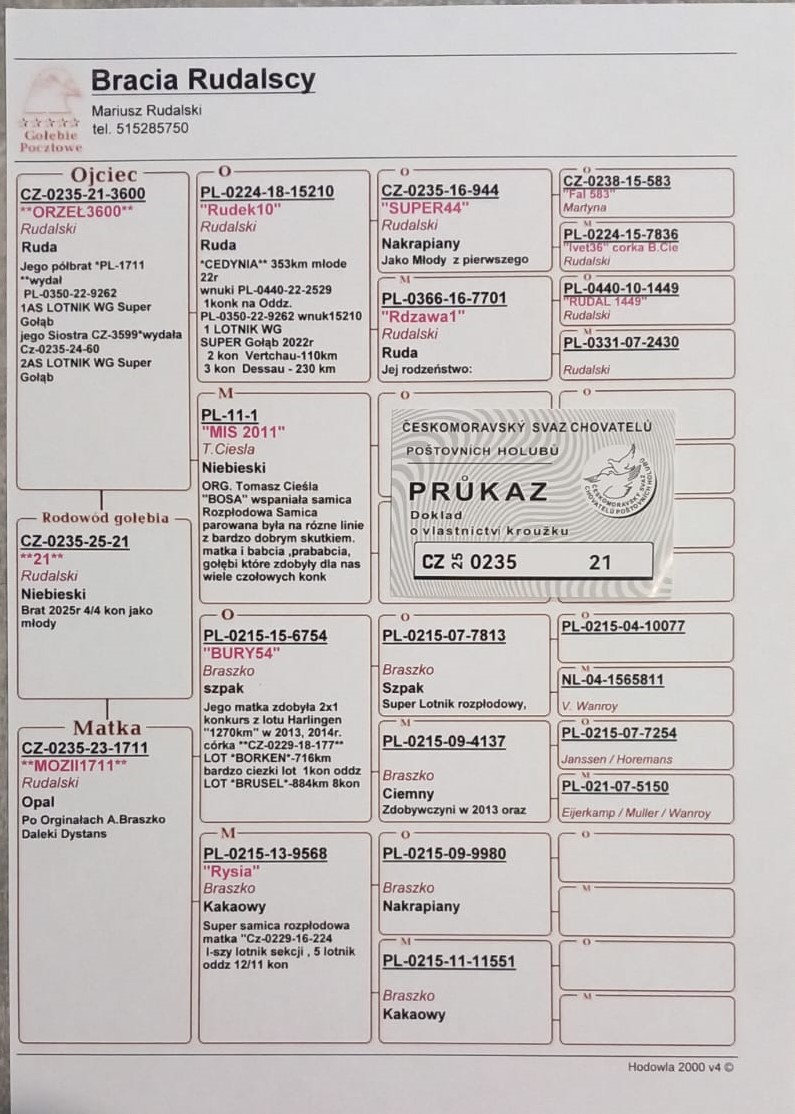 Bracia Rudalscy
Mariusz Rudalski
tel. 515285750
Gołębie
Pocztowe
Ojciec
CZ-0235-21-3600
**ORZEŁ3600**
Rudalski
Ruda
Jego półbrat *PL-1711
**wydał
PL-0350-22-9262
1AS LOTNIK WG Super
Gołąb
jego Siostra CZ-3599*wydała
Cz-0235-24-60
2AS LOTNIK WG Super
Gołąb
Rodowód gołębia
CZ-0235-25-21
**21**
Rudalski
Niebieski
Brat 2025r 4/4 kon jako
młody
Matka
CZ-0235-23-1711
**MOZII1711**
Rudalski
Opal
Po Orginałach A.Braszko
Daleki Dystans
O
PL-0224-18-15210
"Rudek10"
Rudalski
Ruda
*CEDYNIA** 353km młode
22r
wnuki PL-0440-22-2529
1konk na Oddz.
PL-0350-22-9262 wnuk15210
1 LOTNIK WG
SUPER Gołąb 2022r
2 kon Vertchau-110km
3 kon Dessau - 230 km
M
PL-11-1
"MIS 2011"
T.Ciesla
Niebieski
ORG. Tomasz Cieśla
"BOSA" wspaniała samica
Rozpłodowa Samica
parowana była na rózne linie
z bardzo dobrym skutkiem.
matka i babcia ,prababcia,
gołębi które zdobyły dla nas
wiele czołowych konk
O
PL-0215-15-6754
"BURY54"
Braszko
szpak
Jego matka zdobyła 2x1
konkurs z lotu Harlingen
"1270km" w 2013, 2014r.
córka **CZ-0229-18-177**
LOT *BORKEN*-716km
bardzo ciezki lot 1kon oddz
LOT *BRUSEL*-884km 8kon
M
PL-0215-13-9568
"Rysia"
Braszko
Kakaowy
Super samica rozpłodowa
matka "Cz-0229-16-224
I-szy lotnik sekcji , 5 lotnik
oddz 12/11 kon
O
CZ-0235-16-944
"SUPER44"
Rudalski
Nakrapiany
Jako Młody z pierwszego
M
PL-0366-16-7701
"Rdzawa1"
Rudalski
Ruda
Jej rodzeństwo:
O
ČESKOMORAVSKÝ SVAZ CHOVATELŮ
POŠTOVNÍCH HOLUBŮ
PRŮKAZ
Doklad
o vlastnictví kroužku
CZ 25 0235 21
ČESKOMORAVSKÝ SVAZ
CHOVATELŮ POŠTOVNÍCH HOLUBŮ
O
PL-0215-07-7813
Braszko
Szpak
Super Lotnik rozpłodowy,
M
PL-0215-09-4137
Braszko
Ciemny
Zdobywczyni w 2013 oraz
O
PL-0215-09-9980
Braszko
Nakrapiany
M
PL-0215-11-11551
Braszko
Kakaowy
O
CZ-0238-15-583
"Fal 583"
Martyna
M
PL-0224-15-7836
"Ivet36" corka B.Cie
Rudalski
O
PL-0440-10-1449
"RUDAL 1449"
Rudalski
M
PL-0331-07-2430
Rudalski
O
O
PL-0215-04-10077
M
NL-04-1565811
V. Wanroy
O
PL-0215-07-7254
Janssen / Horemans
M
PL-021-07-5150
Eijerkamp / Muller / Wanroy
O
M
O
M
Hodowla 2000 v4 ©